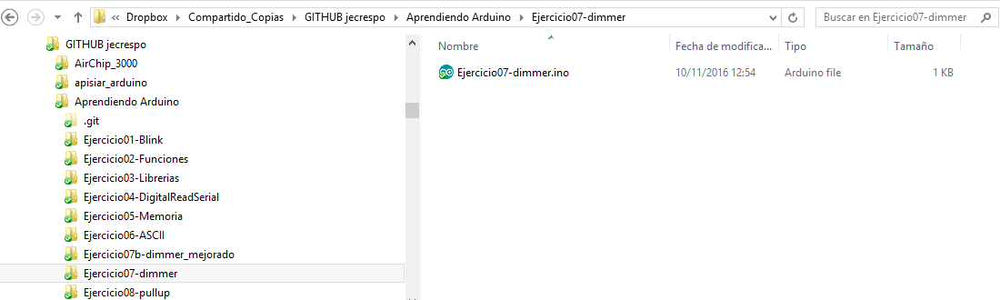 « Dropbox › Compartido_Copias › GITHUB jecrespo › Aprendiendo Arduino › Ejercicio07-dimmer
Buscar en Ejercicio07-dimmer
GITHUB jecrespo
AirChip_3000
apisiar_arduino
Aprendiendo Arduino
.git
Ejercicio01-Blink
Ejercicio02-Funciones
Ejercicio03-Librerias
Ejercicio04-DigitalReadSerial
Ejercicio05-Memoria
Ejercicio06-ASCII
Ejercicio07b-dimmer_mejorado
Ejercicio07-dimmer
Ejercicio08-pullup
Nombre Fecha de modifica... Tipo Tamaño
Ejercicio07-dimmer.ino 10/11/2016 12:54 Arduino file 1 KB